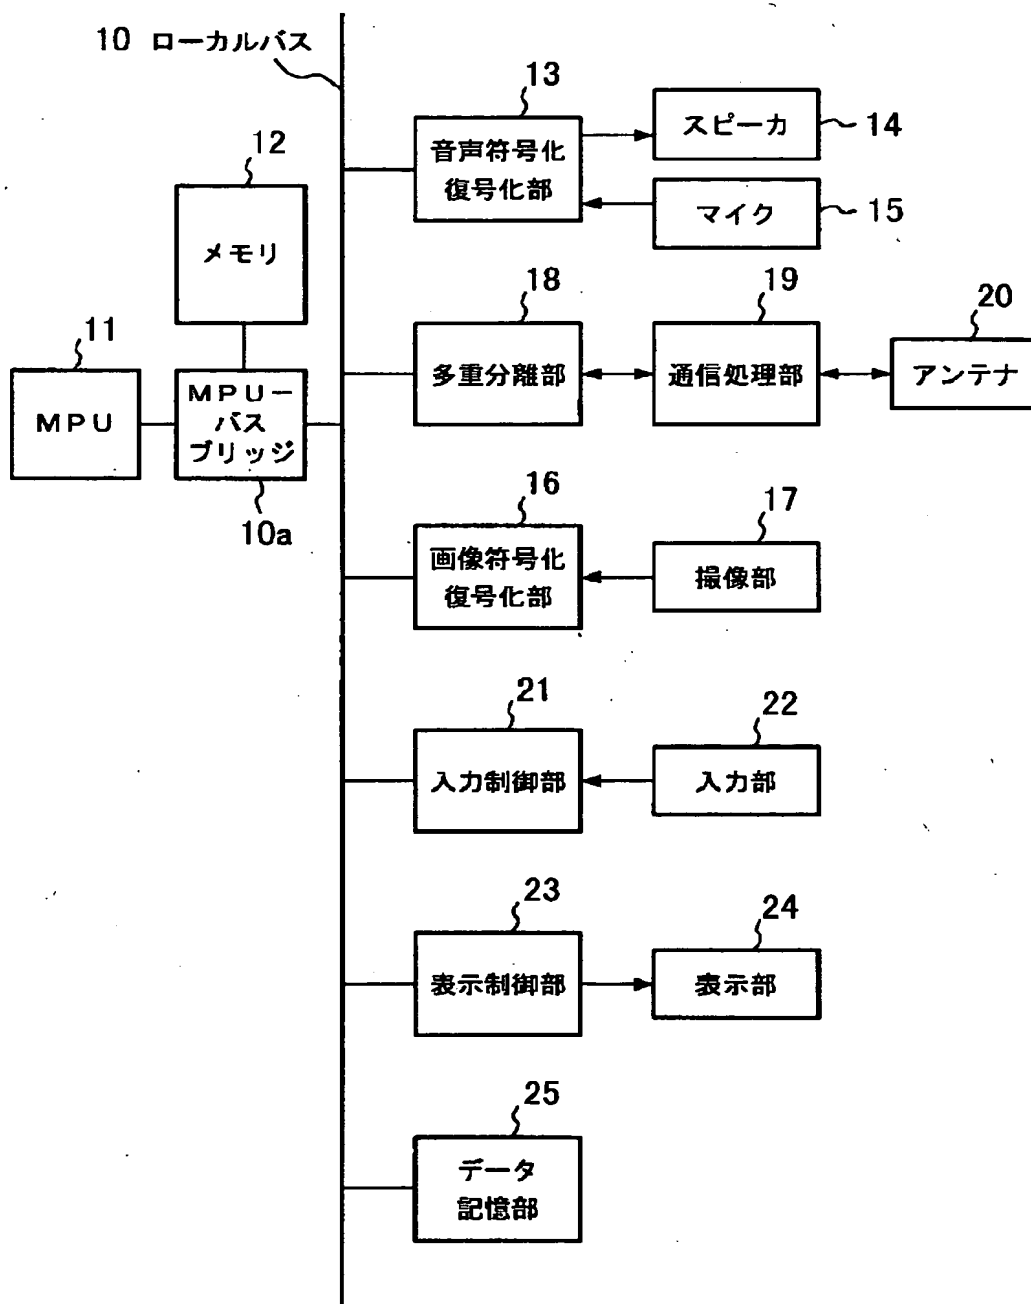 10 ローカルバス
13
音声符号化
復号化部
スピーカ
14
マイク
15
12
メモリ
18
多重分離部
19
通信処理部
20
アンテナ
11
MPU
MPUー
バス
ブリッジ
10a
16
画像符号化
復号化部
17
撮像部
21
入力制御部
22
入力部
23
表示制御部
24
表示部
25
データ
記憶部